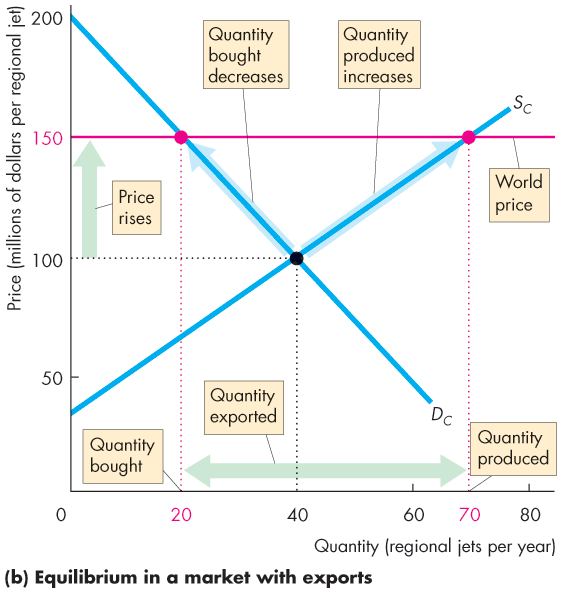 Price (millions of dollars per regional jet)
200
150
100
50
0
20
40
60
70
80
Quantity
bought
decreases
Quantity
produced
increases
S_C
World
price
Price
rises
Quantity
exported
D_C
Quantity
bought
Quantity
produced
Quantity (regional jets per year)
(b) Equilibrium in a market with exports